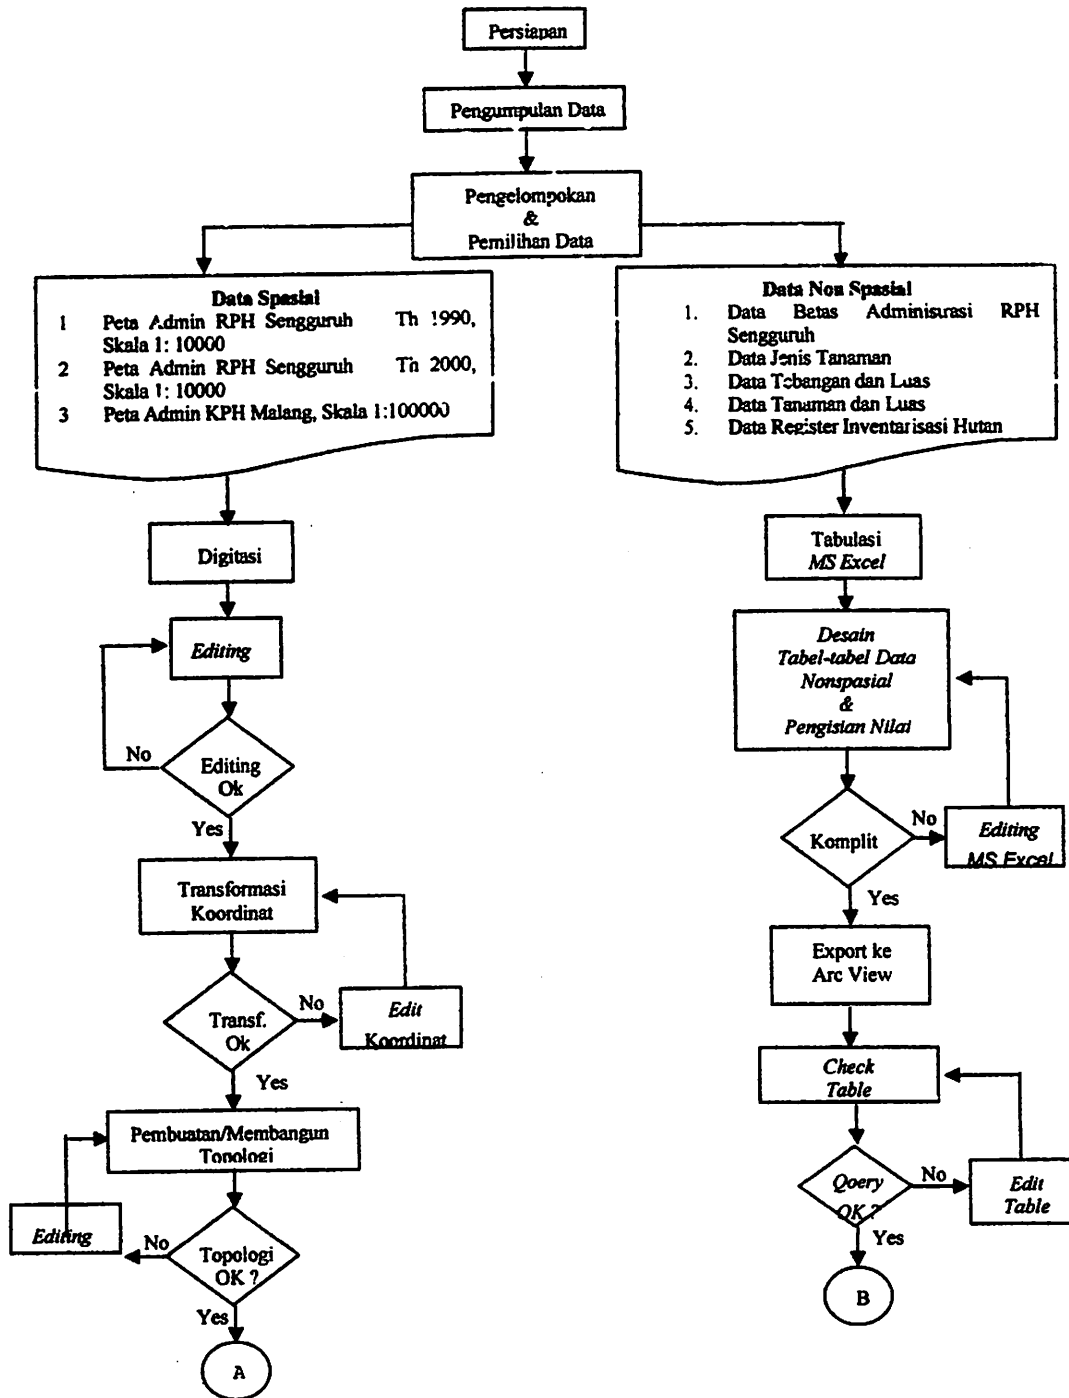 Persiapan
Pengumpulan Data
Pengelompokan
&
Pemilihan Data
Data Spasial
1 Peta Admin RPH Sengguruh Th 1990,
Skala 1: 10000
2 Peta Admin RPH Sengguruh Th 2000,
Skala 1: 10000
3 Peta Admin KPH Malang, Skala 1:100000
Digitasi
Editing
No
Editing
Ok
Yes
Transformasi
Koordinat
Transf.
Ok
No
Edit
Koordinat
Yes
Pembuatan/Membangun
Topologi
Editing
No
Topologi
OK ?
Yes
A
Data Non Spasial
1. Data Batas Administrasi RPH
Sengguruh
2. Data Jenis Tanaman
3. Data Tebangan dan Luas
4. Data Tanaman dan Luas
5. Data Register Inventarisasi Hutan
Tabulasi
MS Excel
Desain
Tabel-tabel Data
Nonspasial
&
Pengisian Nilai
Komplit
No
Editing
MS Excel
Yes
Export ke
Arc View
Check
Table
Qoery
OK ?
No
Edit
Table
Yes
B